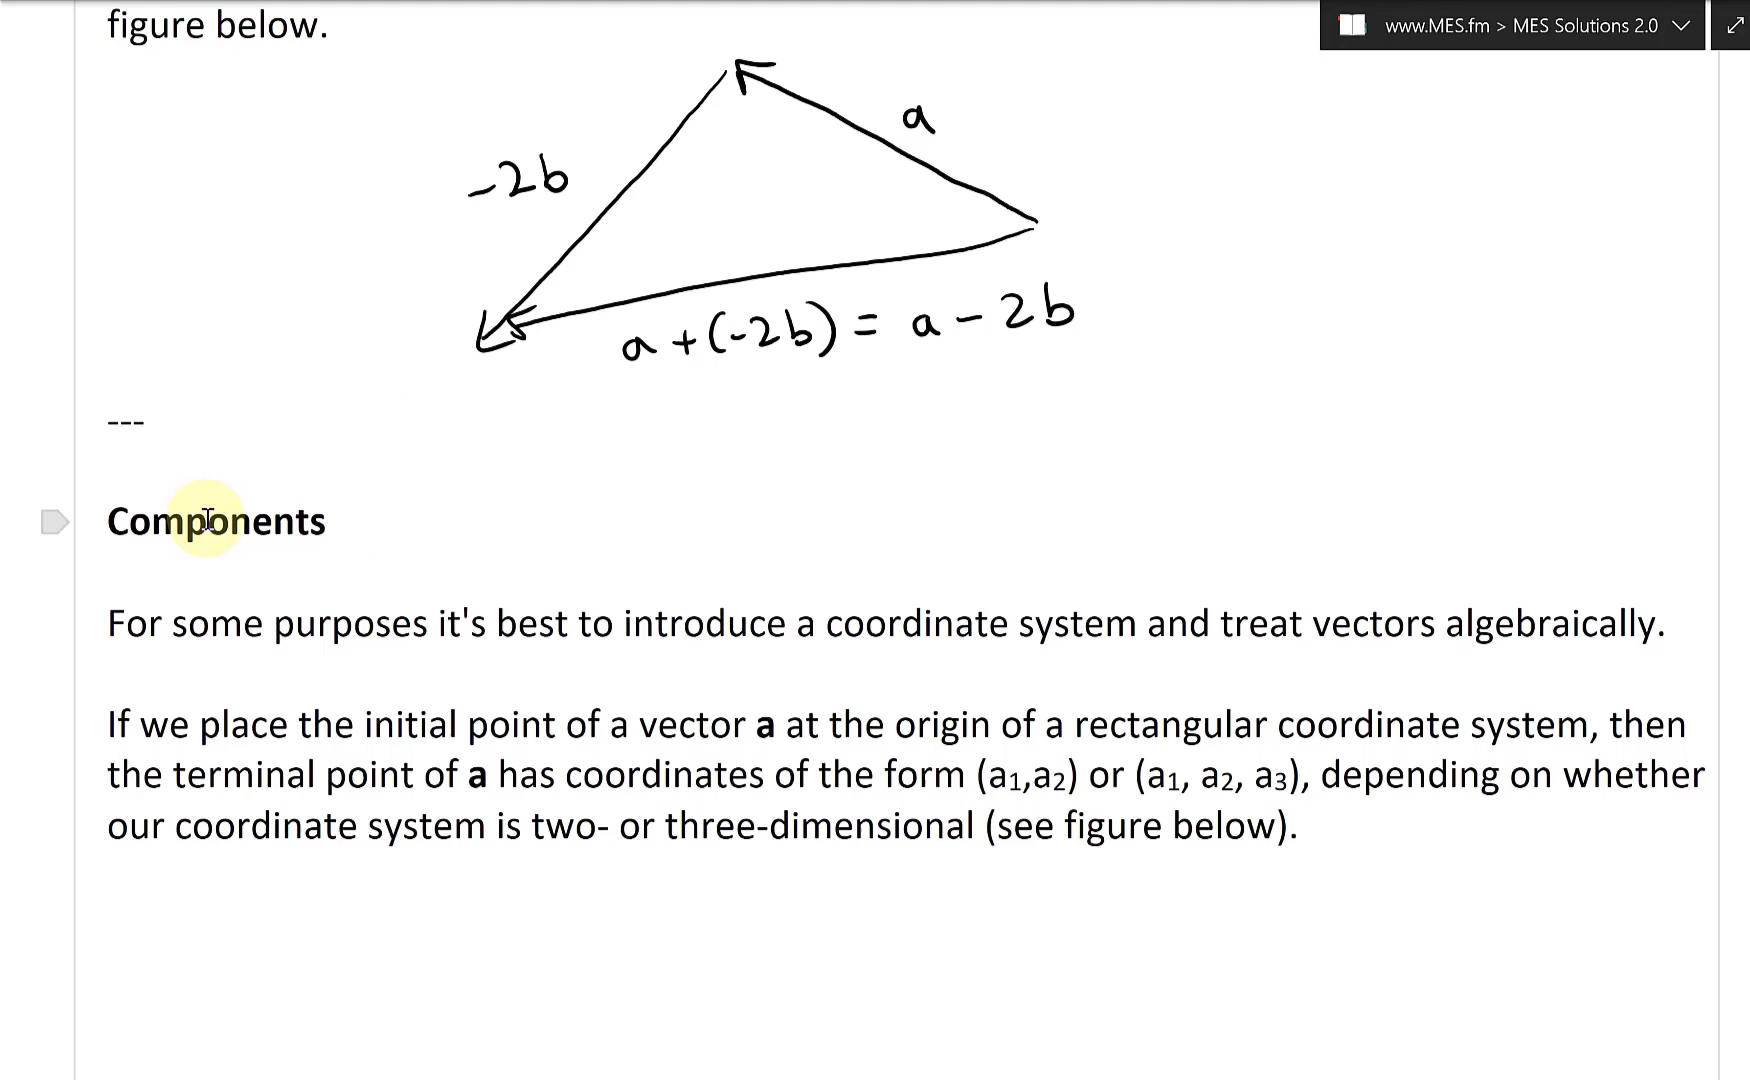 figure below.
www.MES.fm > MES Solutions 2.0
a
-2b
a + (-2b) = a - 2b
---
Components
For some purposes it's best to introduce a coordinate system and treat vectors algebraically.
If we place the initial point of a vector a at the origin of a rectangular coordinate system, then
the terminal point of a has coordinates of the form (a₁,a₂) or (a₁, a₂, a₃), depending on whether
our coordinate system is two- or three-dimensional (see figure below).